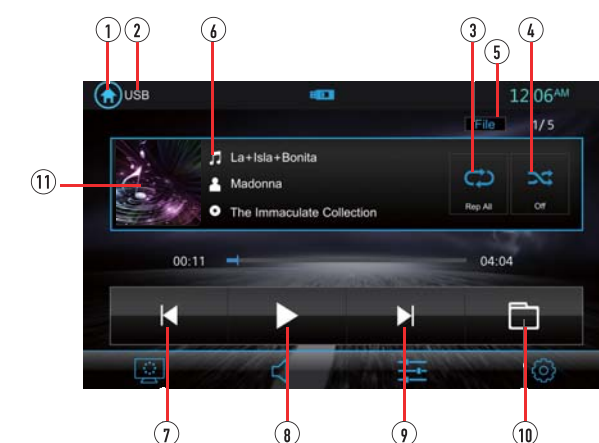 1 2 6 3 4
5
USB 12:06AM
File 1/5
La+Isla+Bonita
Madonna
The Immaculate Collection
Rep All Off
11
00:11 04:04
7 8 9 10